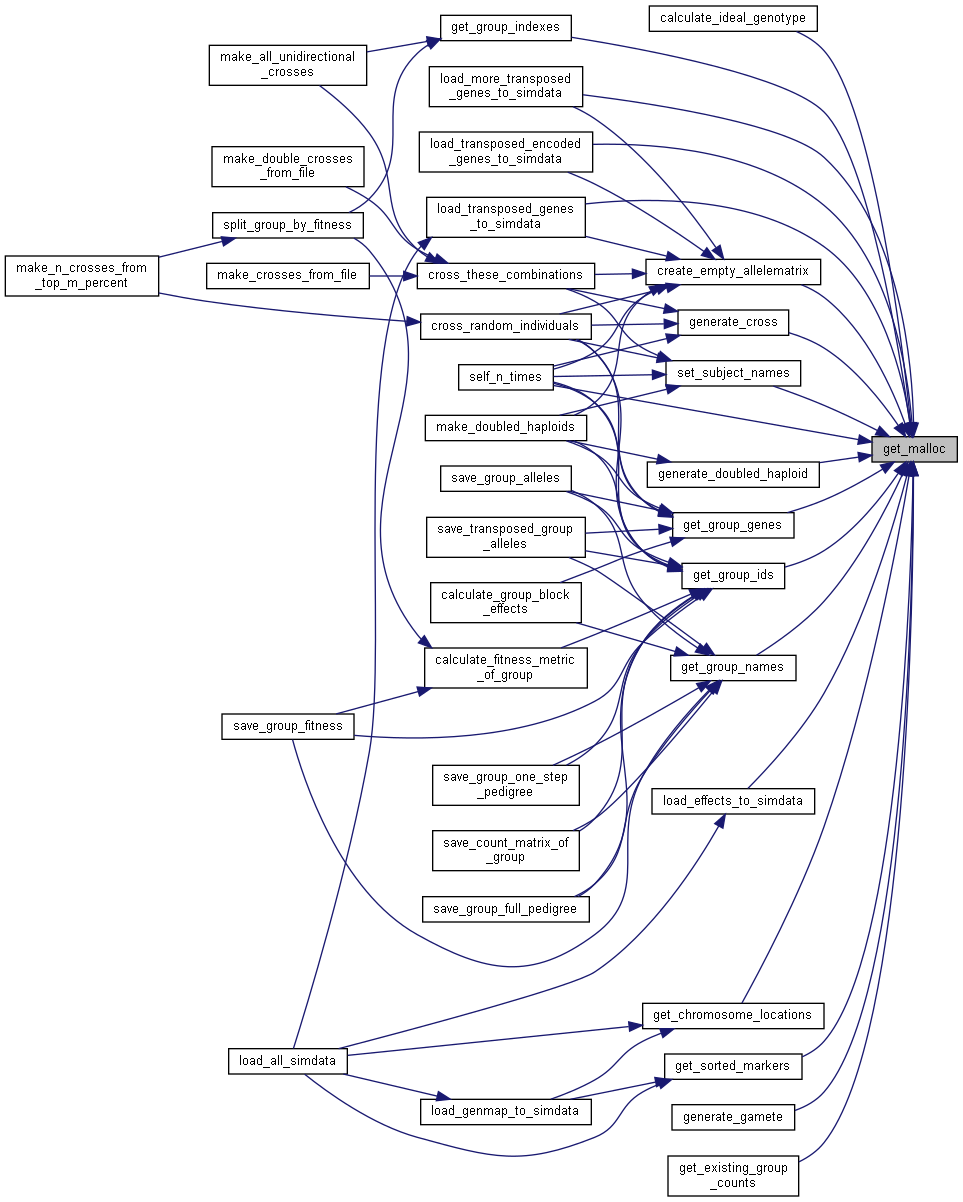 calculate_ideal_genotype
get_group_indexes
make_all_unidirectional
_crosses
load_more_transposed
_genes_to_simdata
load_transposed_encoded
_genes_to_simdata
make_double_crosses
_from_file
load_transposed_genes
_to_simdata
split_group_by_fitness
make_n_crosses_from
_top_m_percent
make_crosses_from_file
cross_these_combinations
create_empty_allelematrix
cross_random_individuals
generate_cross
self_n_times
set_subject_names
make_doubled_haploids
get_malloc
save_group_alleles
generate_doubled_haploid
save_transposed_group
_alleles
get_group_genes
get_group_ids
calculate_group_block
_effects
calculate_fitness_metric
_of_group
get_group_names
save_group_fitness
save_group_one_step
_pedigree
load_effects_to_simdata
save_count_matrix_of
_group
save_group_full_pedigree
get_chromosome_locations
load_all_simdata
get_sorted_markers
load_genmap_to_simdata
generate_gamete
get_existing_group
_counts